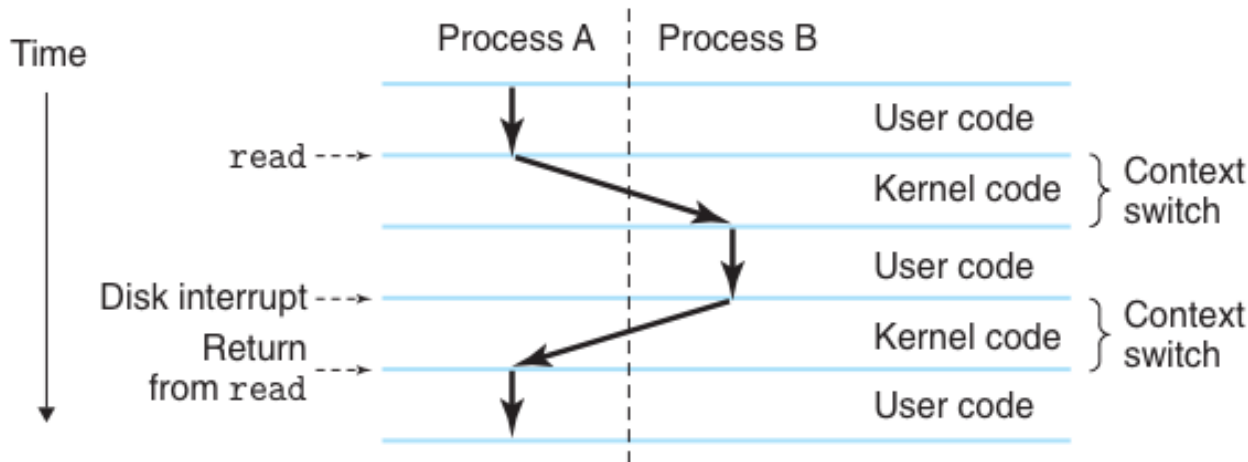 Time
Process A
Process B
User code
read
Kernel code
Context
switch
User code
Disk interrupt
Kernel code
Context
switch
Return
from read
User code